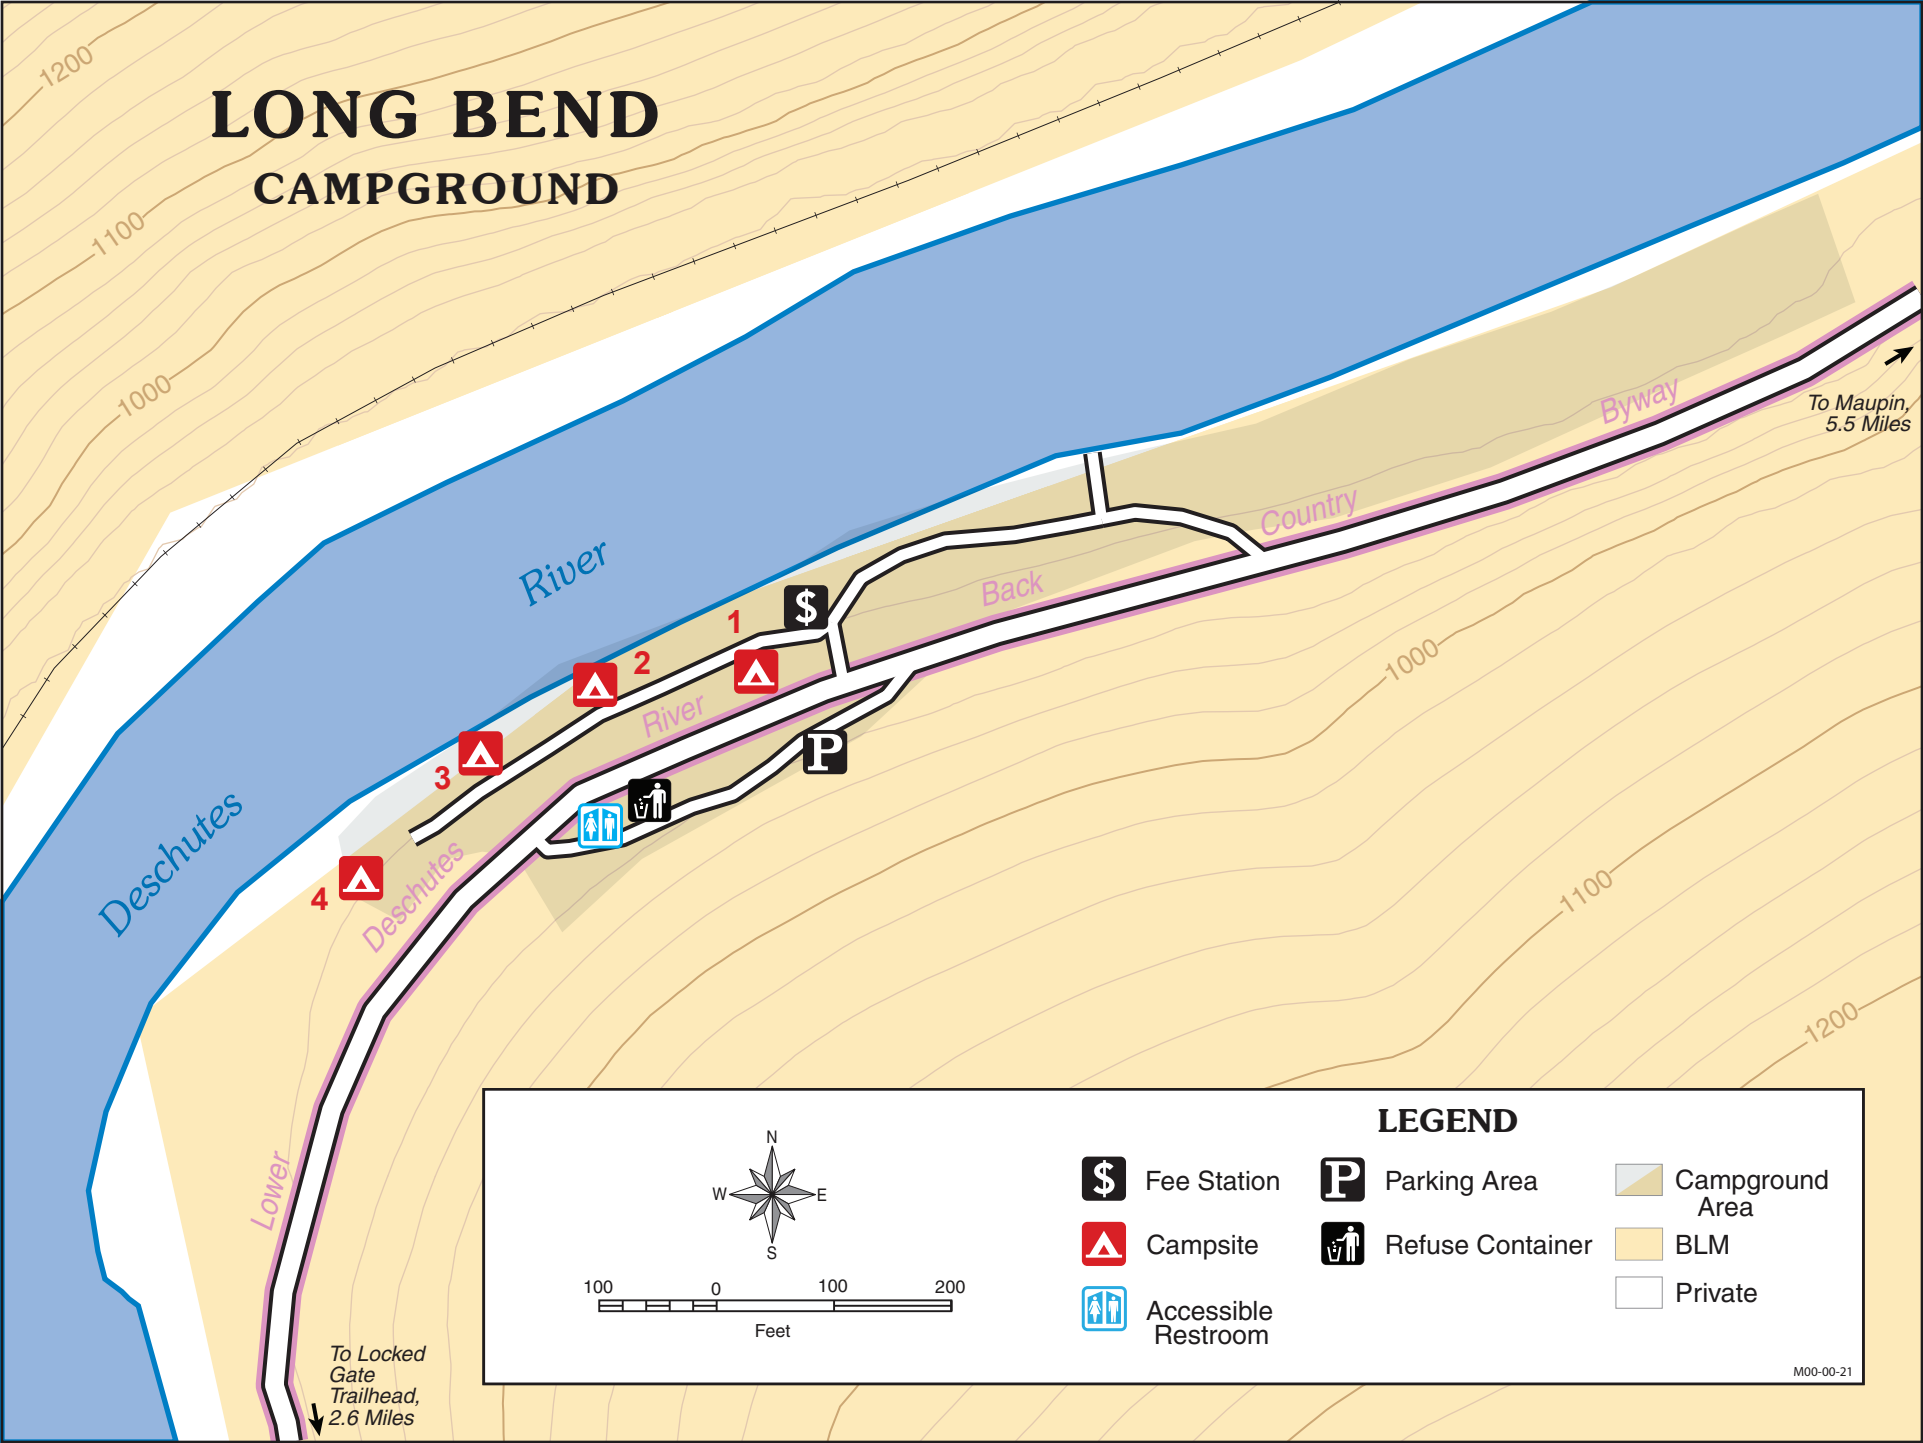 LONG BEND
CAMPGROUND
1200
1100
1000
River
Deschutes
1
2
3
4
$
P
Lower
Deschutes
River
Back
Country
Byway
To Maupin,
5.5 Miles
1000
1100
1200
To Locked
Gate
Trailhead,
2.6 Miles
N
W
E
S
100
0
100
200
Feet
LEGEND
$ Fee Station
Campsite
Accessible
Restroom
P Parking Area
Refuse Container
Campground
Area
BLM
Private
M00-00-21